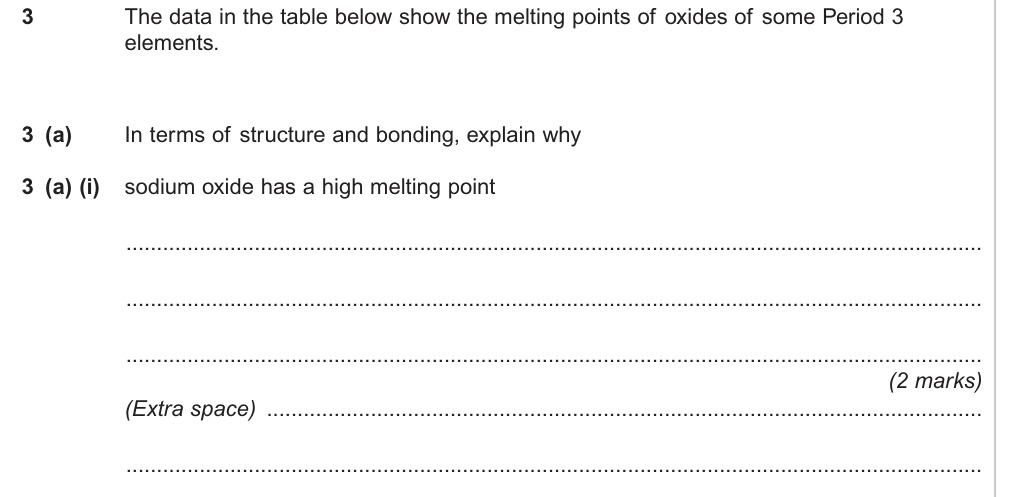 3 The data in the table below show the melting points of oxides of some Period 3
elements.
3 (a) In terms of structure and bonding, explain why
3 (a) (i) sodium oxide has a high melting point
(2 marks)
(Extra space)